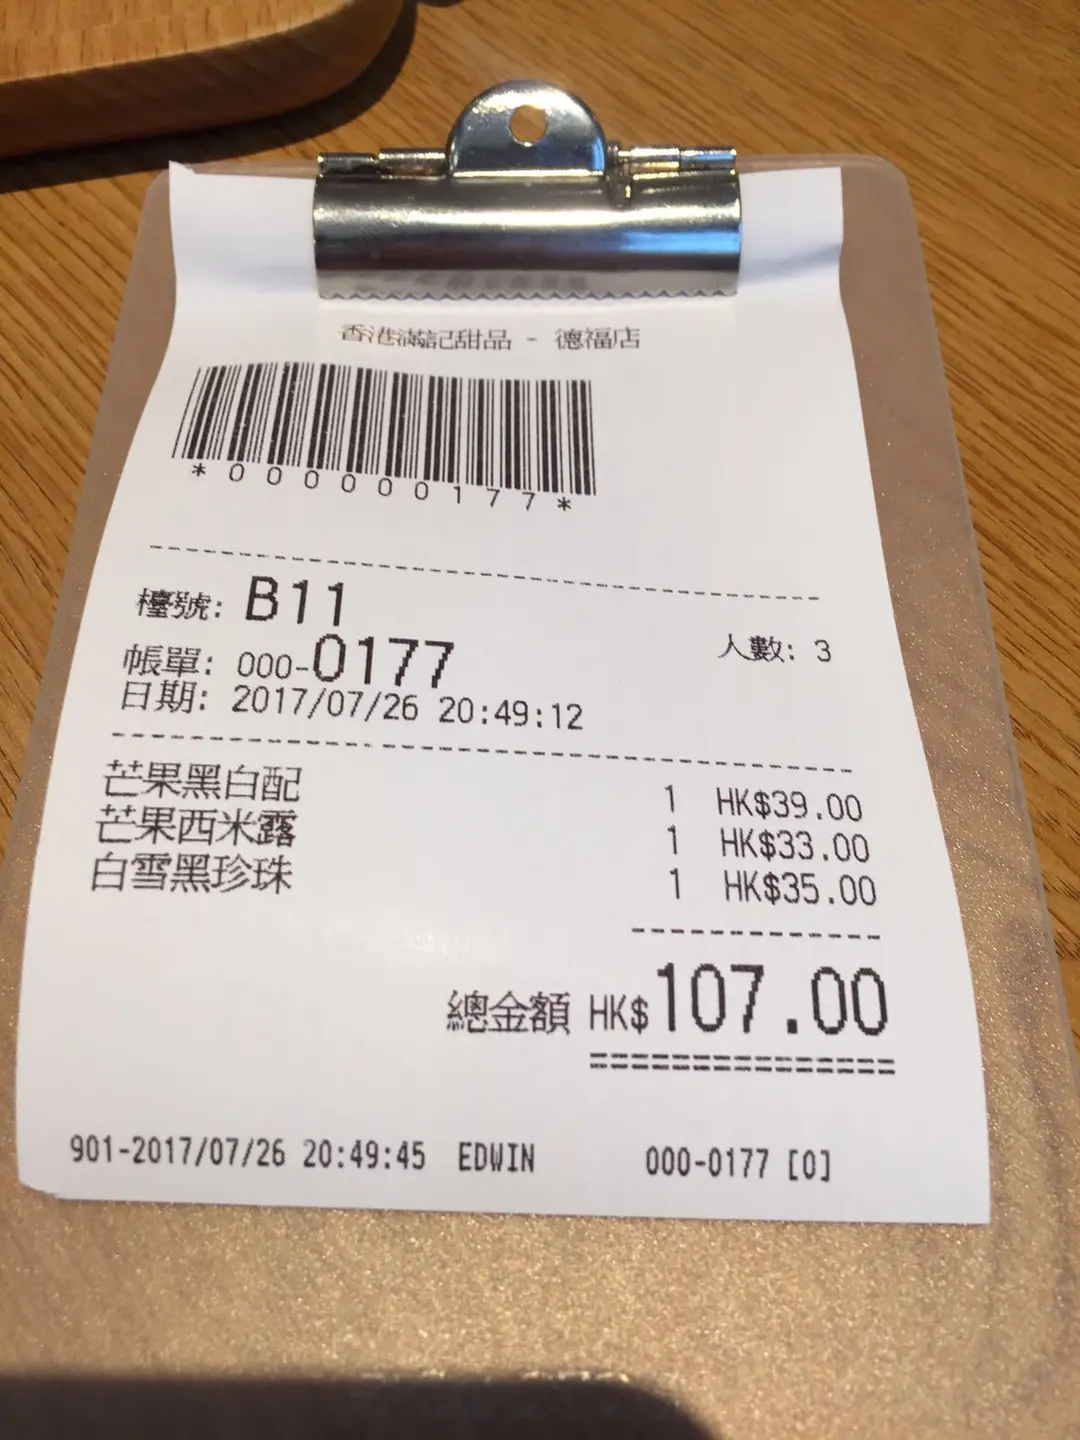 香港滿記甜品 - 德福店
*0000000177*
檯號: B11
人數: 3
帳單: 000-0177
日期: 2017/07/26 20:49:12
芒果黑白配 1 HK$39.00
芒果西米露 1 HK$33.00
白雪黑珍珠 1 HK$35.00
總金額 HK$107.00
901-2017/07/26 20:49:45 EDWIN 000-0177 [0]